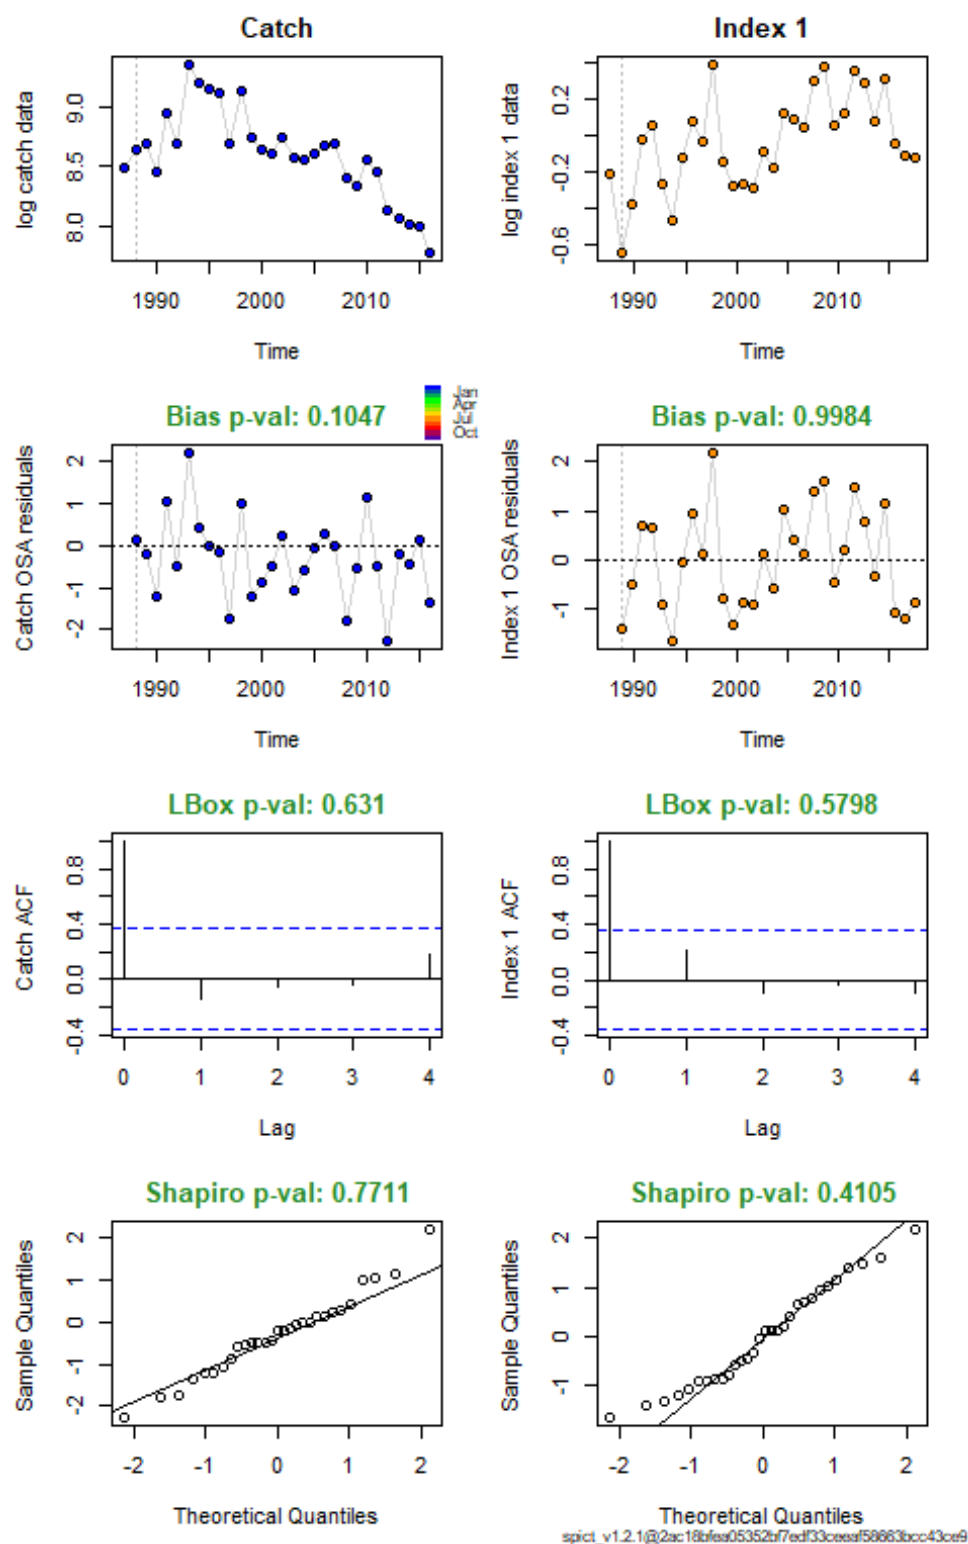 Catch
Index 1
log catch data
8.0 8.5 9.0
1990 2000 2010
Time
log index 1 data
-0.6 -0.2 0.2
1990 2000 2010
Time
Bias p-val: 0.1047
Jan
Apr
Jul
Oct
Bias p-val: 0.9984
Catch OSA residuals
-2 -1 0 1 2
1990 2000 2010
Time
Index 1 OSA residuals
-1 0 1 2
1990 2000 2010
Time
LBox p-val: 0.631
LBox p-val: 0.5798
Catch ACF
-0.4 0.0 0.4 0.8
0 1 2 3 4
Lag
Index 1 ACF
-0.4 0.0 0.4 0.8
0 1 2 3 4
Lag
Shapiro p-val: 0.7711
Shapiro p-val: 0.4105
Sample Quantiles
-2 -1 0 1 2
-2 -1 0 1 2
Theoretical Quantiles
Sample Quantiles
-1 0 1 2
-2 -1 0 1 2
Theoretical Quantiles
spict_v1.2.1@2ac18bfea05352bf7edf33ceeaf58663bcc43ce9